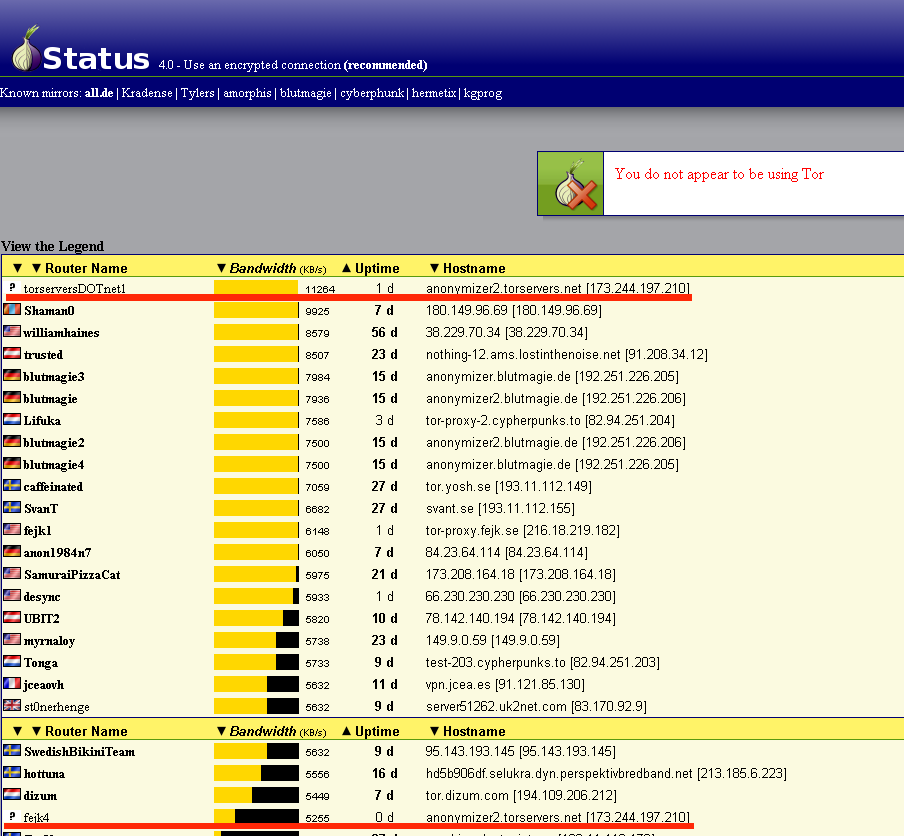 Status 4.0 - Use an encrypted connection (recommended)
Known mirrors: all.de | Kradense | Tylers | amorphis | blutmagie | cyberphunk | hermetix | kgprog
You do not appear to be using Tor
View the Legend
▼ ▼ Router Name ▼ Bandwidth (KB/s) ▲ Uptime ▼ Hostname
? torserversDOTnet1 11264 1 d anonymizer2.torservers.net [173.244.197.210]
Shaman0 9925 7 d 180.149.96.69 [180.149.96.69]
williamhaines 8579 56 d 38.229.70.34 [38.229.70.34]
trusted 8507 23 d nothing-12.ams.lostinthenoise.net [91.208.34.12]
blutmagie3 7984 15 d anonymizer.blutmagie.de [192.251.226.205]
blutmagie 7936 15 d anonymizer2.blutmagie.de [192.251.226.206]
Lifuka 7586 3 d tor-proxy-2.cypherpunks.to [82.94.251.204]
blutmagie2 7500 15 d anonymizer2.blutmagie.de [192.251.226.206]
blutmagie4 7500 15 d anonymizer.blutmagie.de [192.251.226.205]
caffeinated 7059 27 d tor.yosh.se [193.11.112.149]
SvanT 6682 27 d svant.se [193.11.112.155]
fejk1 6148 1 d tor-proxy.fejk.se [216.18.219.182]
anon1984n7 6050 7 d 84.23.64.114 [84.23.64.114]
SamuraiPizzaCat 5975 21 d 173.208.164.18 [173.208.164.18]
desync 5933 1 d 66.230.230.230 [66.230.230.230]
UBIT2 5820 10 d 78.142.140.194 [78.142.140.194]
myrnaloy 5738 23 d 149.9.0.59 [149.9.0.59]
Tonga 5733 9 d test-203.cypherpunks.to [82.94.251.203]
jceaovh 5632 11 d vpn.jcea.es [91.121.85.130]
st0nerhenge 5632 9 d server51262.uk2net.com [83.170.92.9]
▼ ▼ Router Name ▼ Bandwidth (KB/s) ▲ Uptime ▼ Hostname
SwedishBikiniTeam 5632 9 d 95.143.193.145 [95.143.193.145]
hottuna 5556 16 d hd5b906df.selukra.dyn.perspektivbredband.net [213.185.6.223]
dizum 5449 7 d tor.dizum.com [194.109.206.212]
? fejk4 5255 0 d anonymizer2.torservers.net [173.244.197.210]